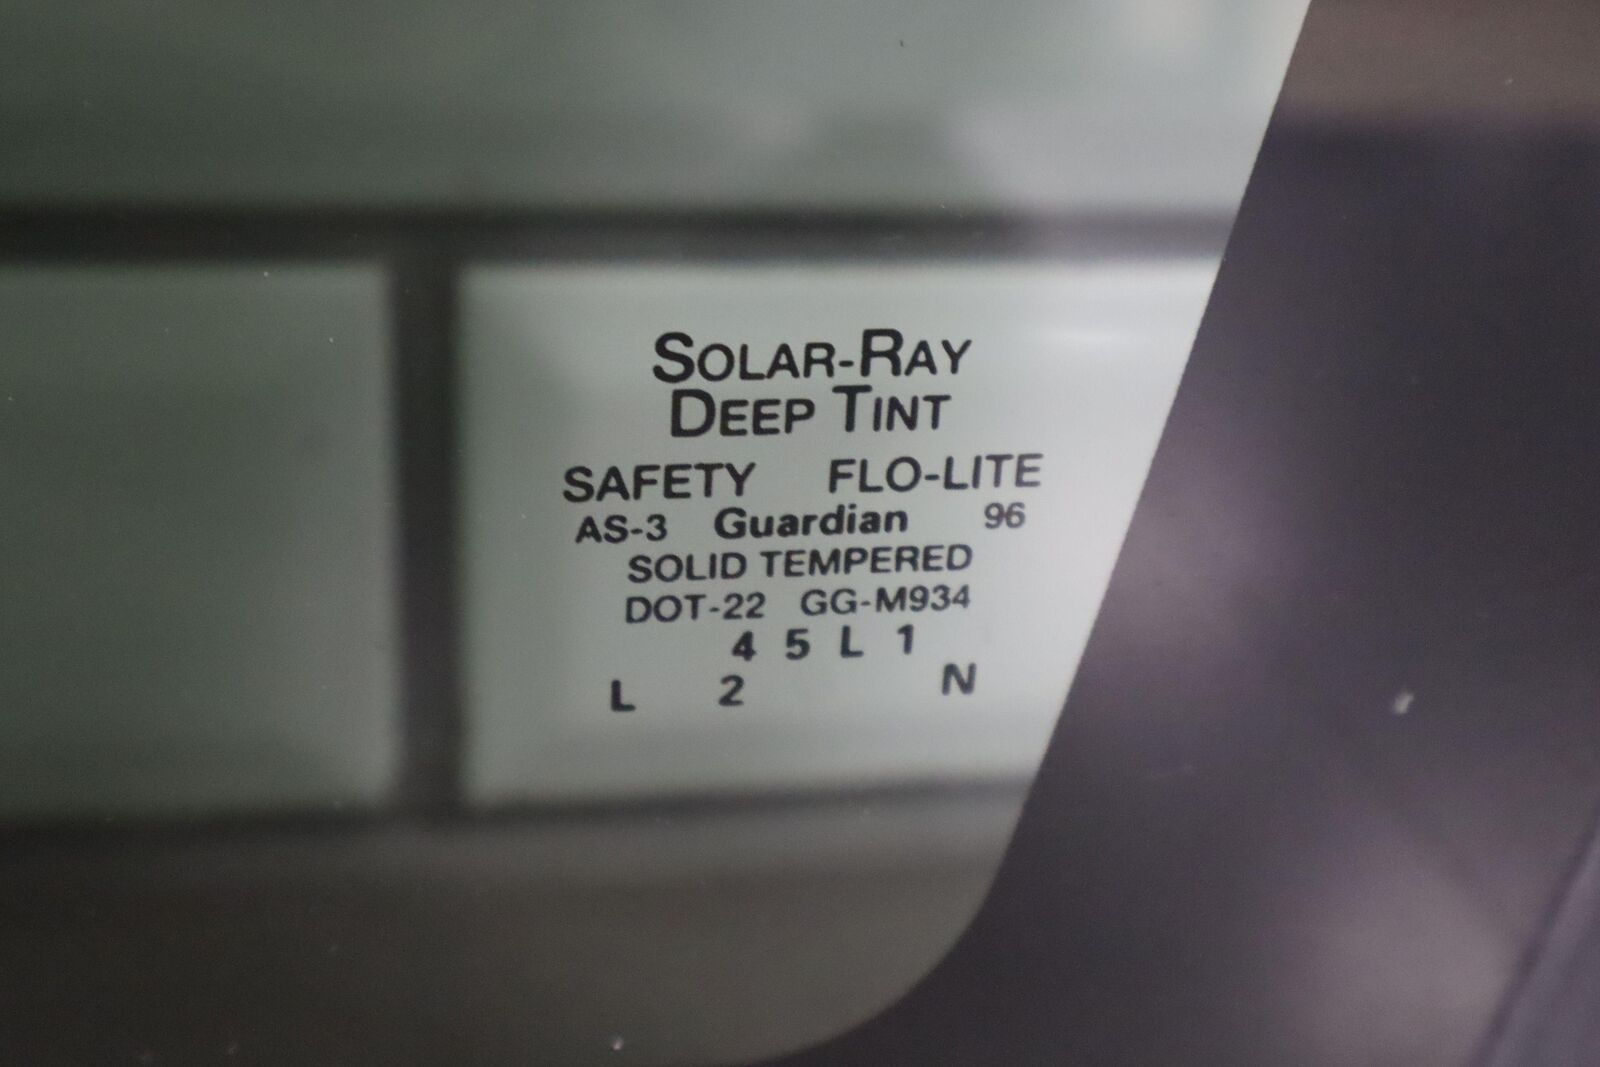 SOLAR-RAY
DEEP TINT
SAFETY FLO-LITE
AS-3 Guardian 96
SOLID TEMPERED
DOT-22 GG-M934
4 5 L 1
L 2 N